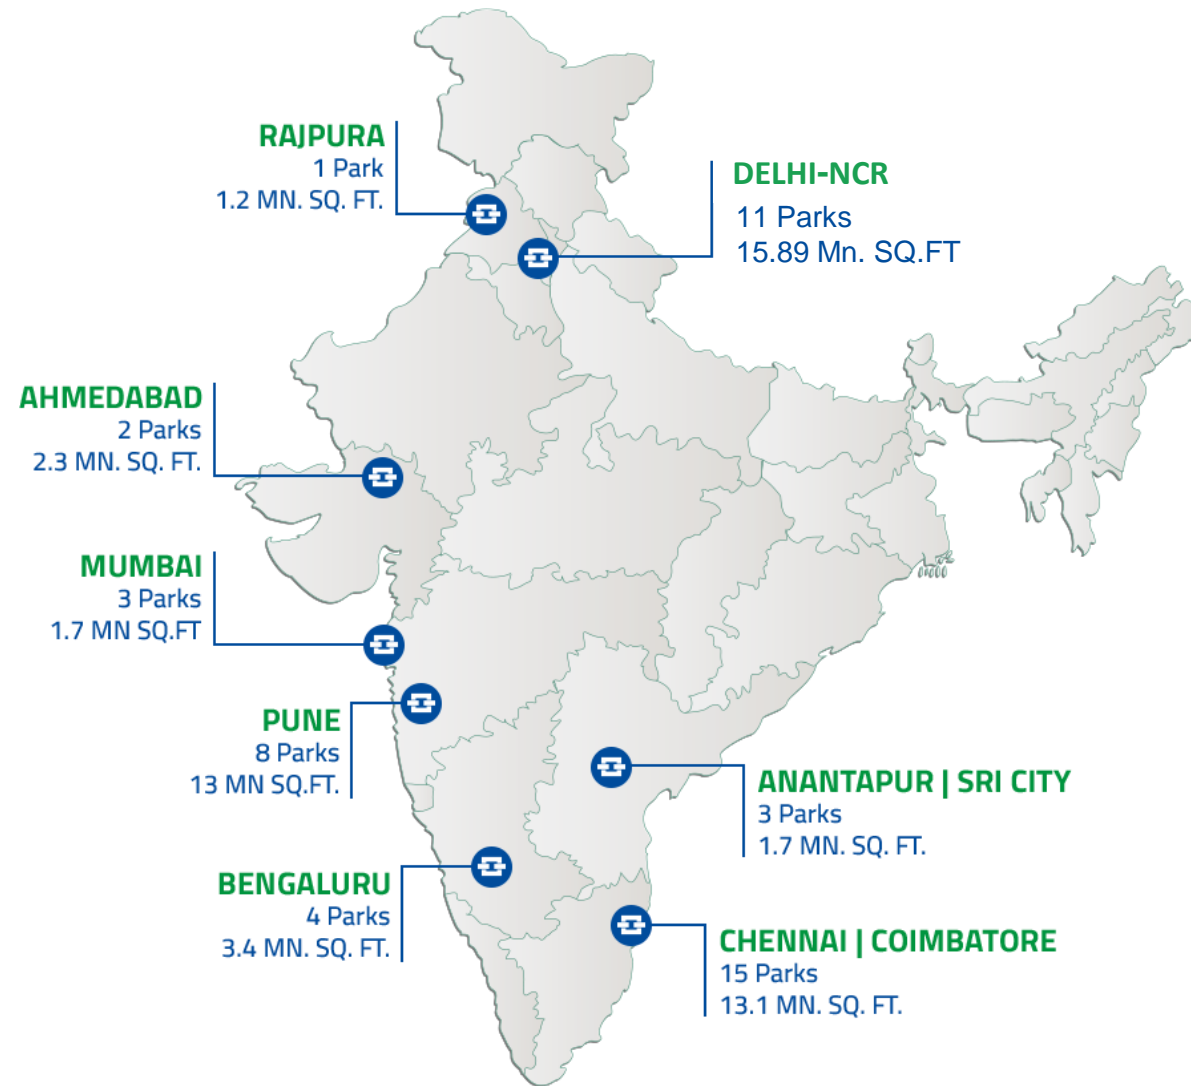 RAJPURA
1 Park
1.2 MN. SQ. FT.
DELHI-NCR
11 Parks
15.89 Mn. SQ.FT
AHMEDABAD
2 Parks
2.3 MN. SQ. FT.
MUMBAI
3 Parks
1.7 MN SQ.FT
PUNE
8 Parks
13 MN SQ.FT.
ANANTAPUR | SRI CITY
3 Parks
1.7 MN. SQ. FT.
BENGALURU
4 Parks
3.4 MN. SQ. FT.
CHENNAI | COIMBATORE
15 Parks
13.1 MN. SQ. FT.